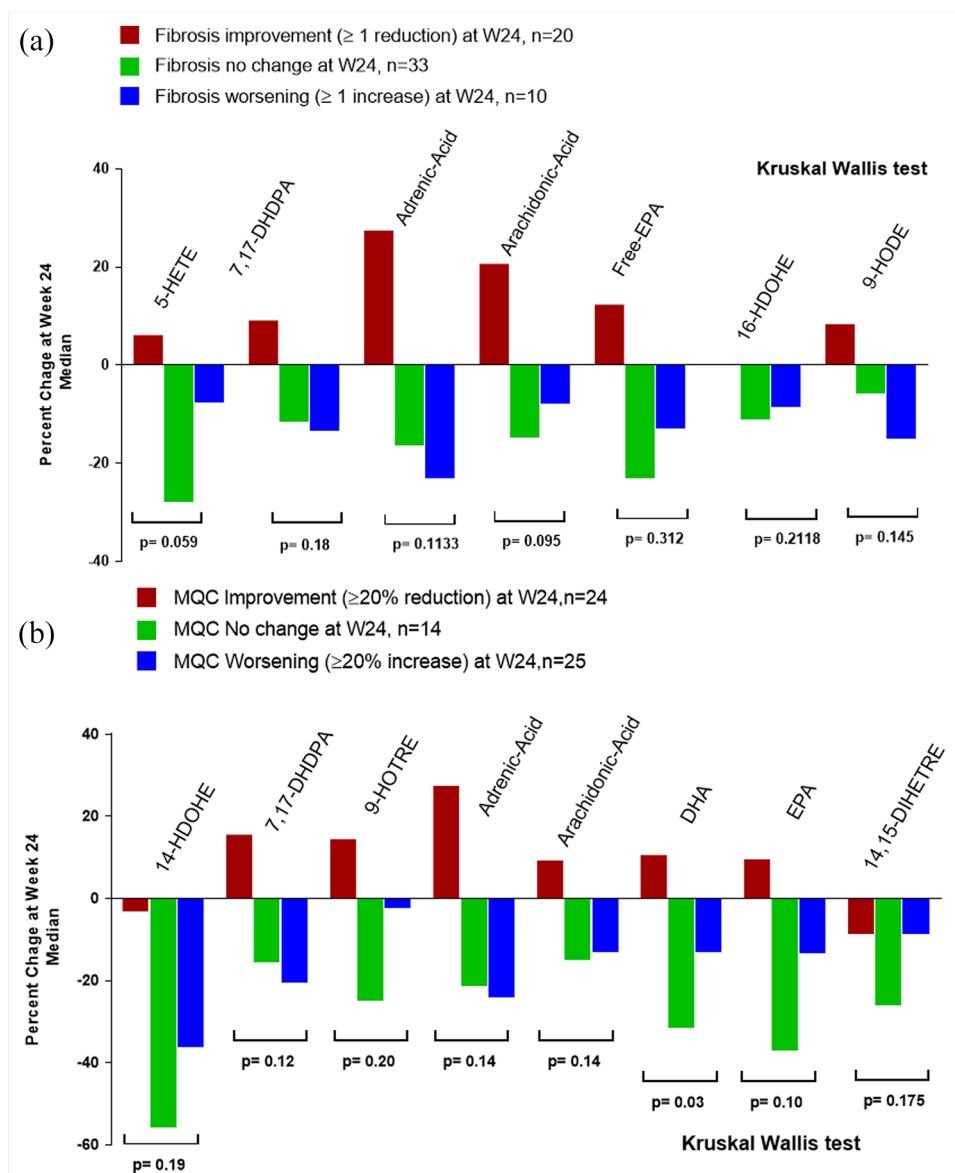 (a)
Fibrosis improvement (≥ 1 reduction) at W24, n=20
Fibrosis no change at W24, n=33
Fibrosis worsening (≥ 1 increase) at W24, n=10
Kruskal Wallis test
Percent Chage at Week 24
Median
40
20
0
-20
-40
5-HETE
7,17-DHDPA
Adrenic-Acid
Arachidonic-Acid
Free-EPA
16-HDOHE
9-HODE
p= 0.059
p= 0.18
p= 0.1133
p= 0.095
p= 0.312
p= 0.2118
p= 0.145
(b)
MQC Improvement (≥20% reduction) at W24,n=24
MQC No change at W24, n=14
MQC Worsening (≥20% increase) at W24,n=25
Percent Chage at Week 24
Median
40
20
0
-20
-40
-60
14-HDOHE
7,17-DHDPA
9-HOTRE
Adrenic-Acid
Arachidonic-Acid
DHA
EPA
14,15-DIHETRE
p= 0.19
p= 0.12
p= 0.20
p= 0.14
p= 0.14
p= 0.03
p= 0.10
p= 0.175
Kruskal Wallis test